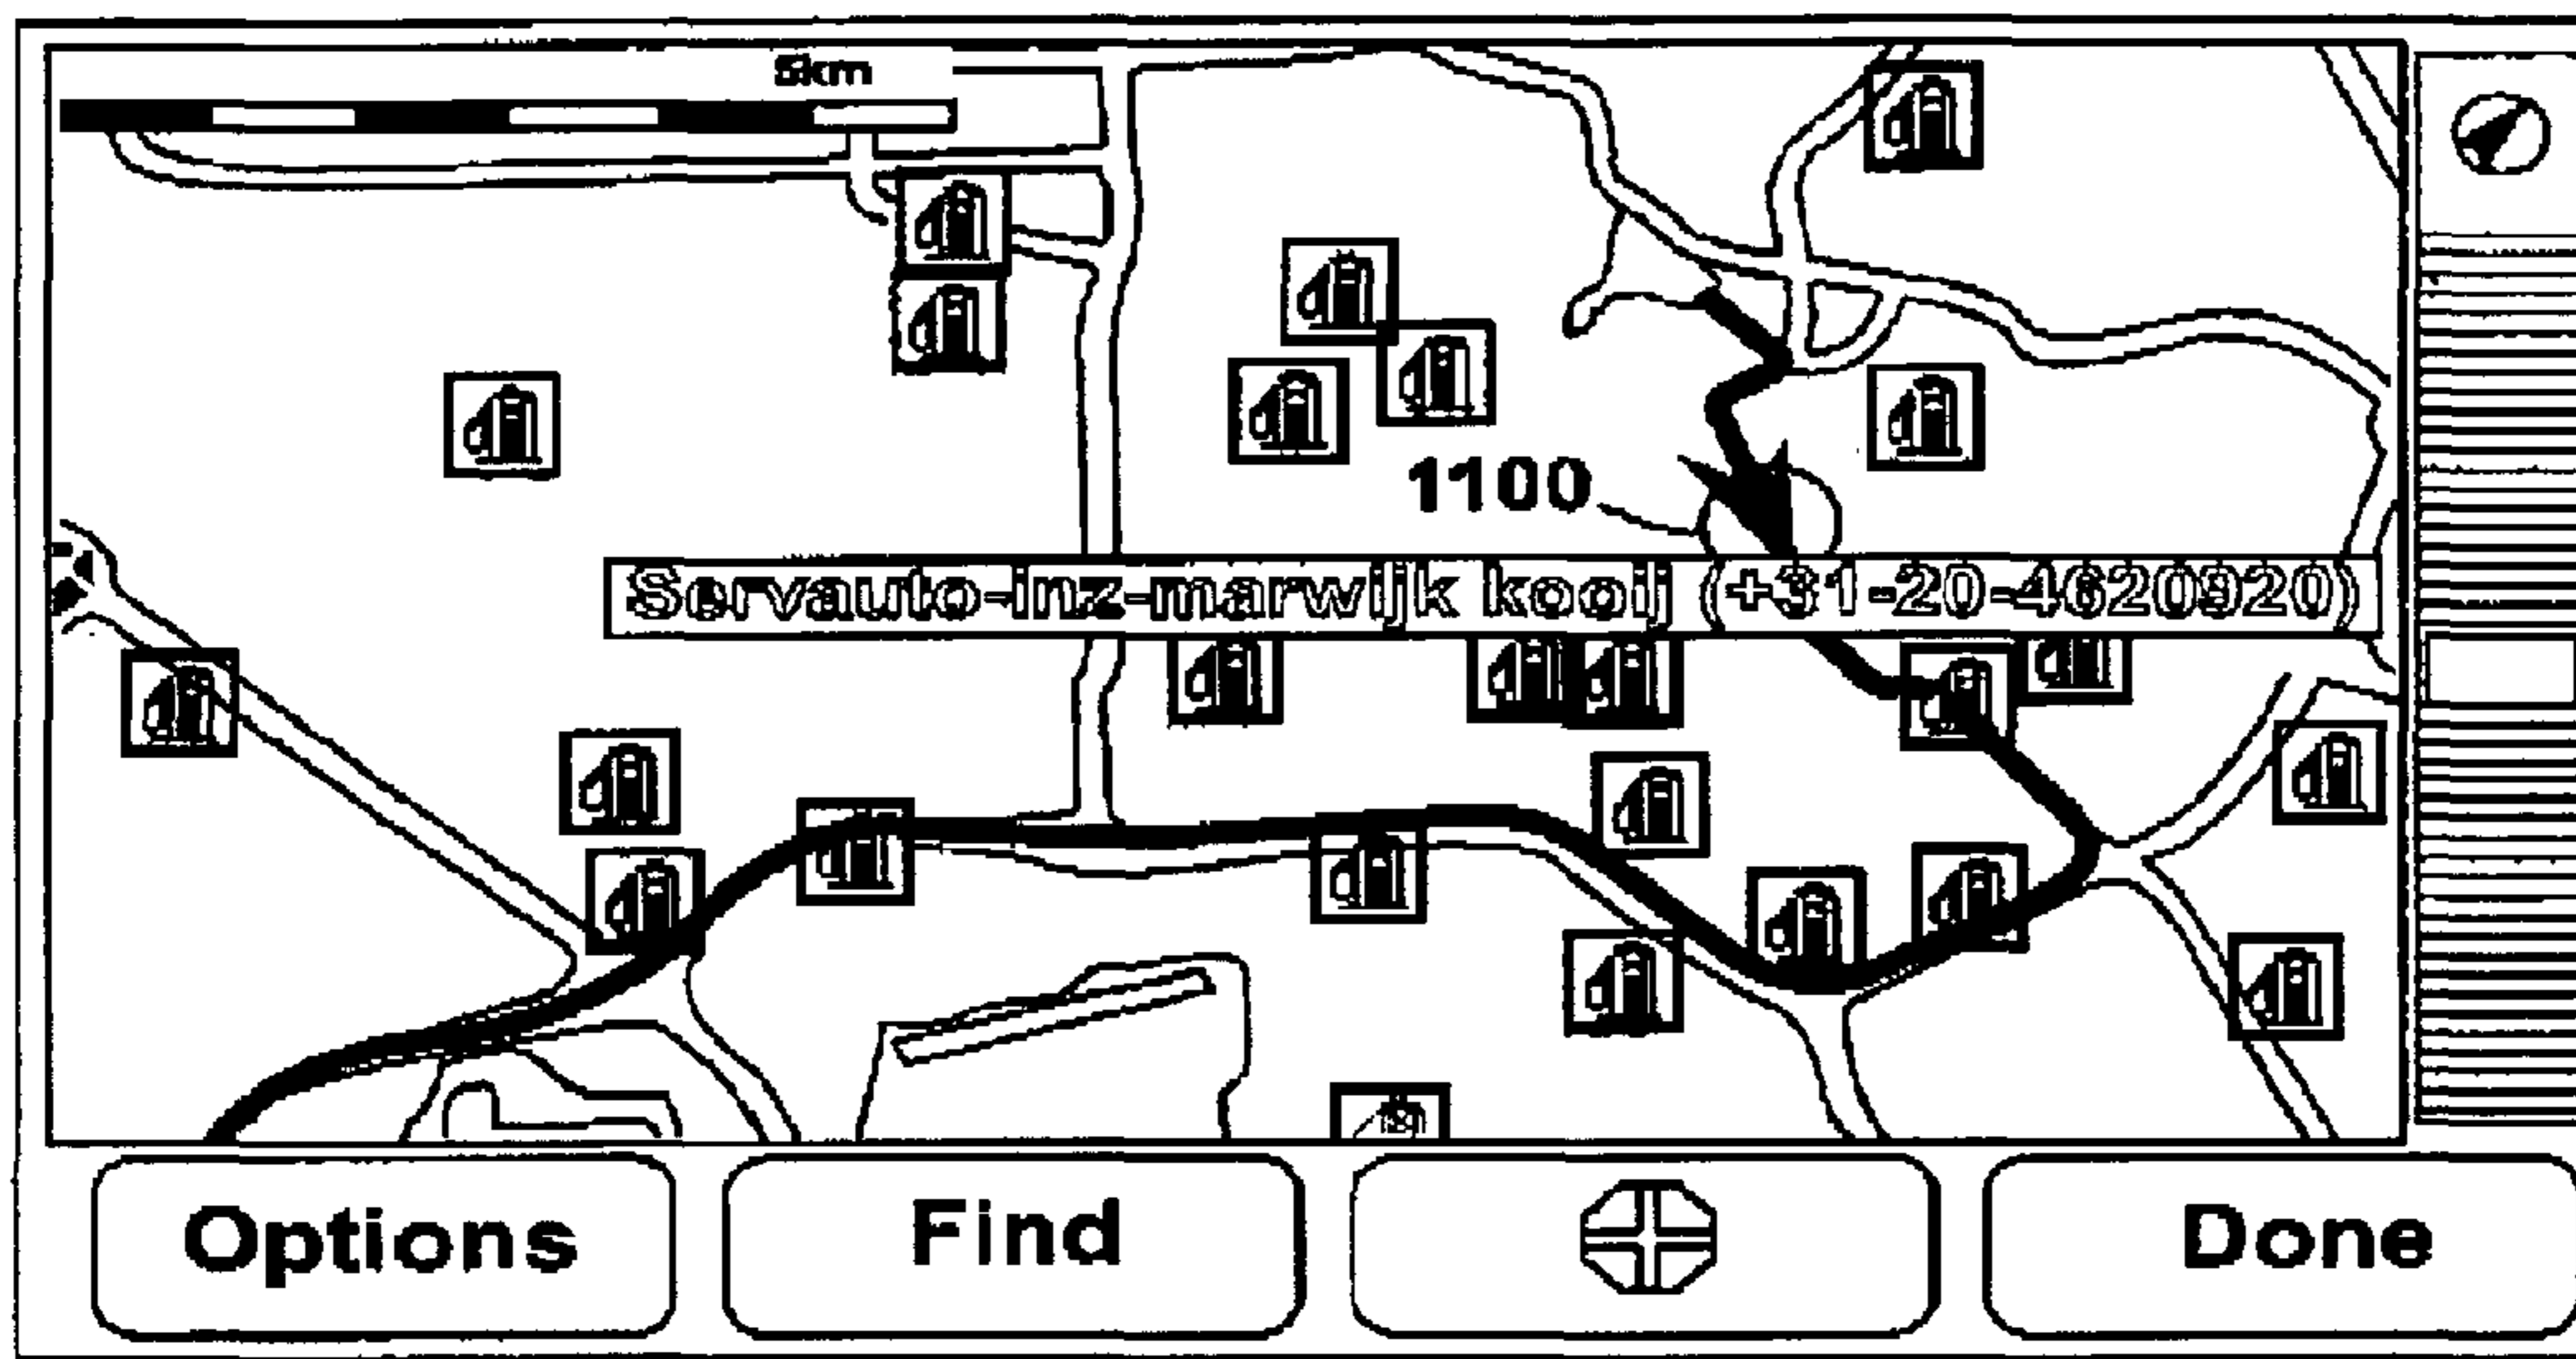 5km
1100
Servauto-inz-marwijk kooij (+31-20-4620920)
Options
Find
Done